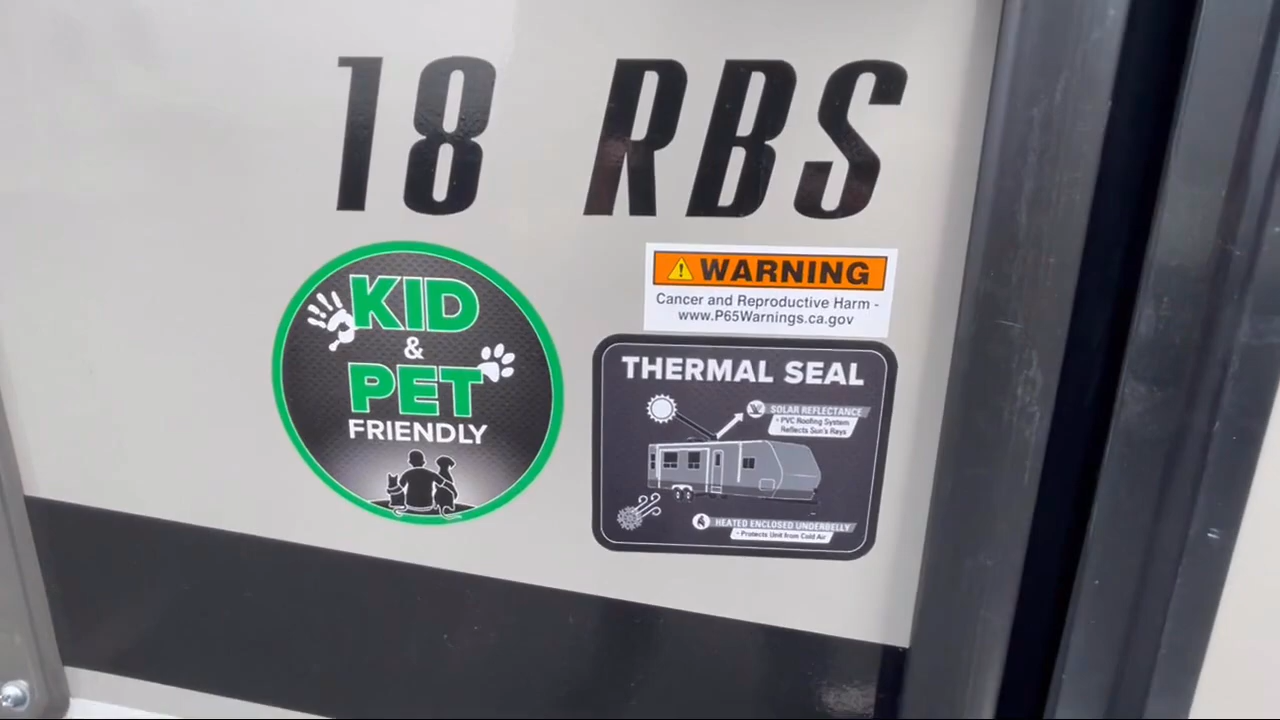 18 RBS
KID
&
PET
FRIENDLY
WARNING
Cancer and Reproductive Harm -
www.P65Warnings.ca.gov
THERMAL SEAL
SOLAR REFLECTANCE
• PVC Roofing System
Reflects Sun's Rays
HEATED ENCLOSED UNDERBELLY
• Protects Unit from Cold Air